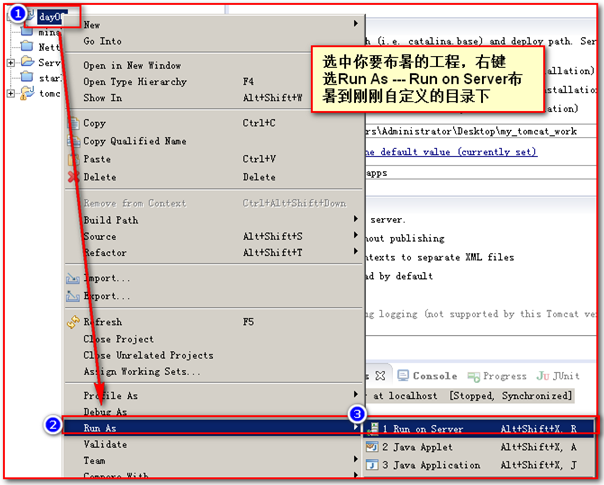 1
day0
mine
Nett
Serv
star
tomc
New
Go Into
Open in New Window
Open Type Hierarchy F4
Show In Alt+Shift+W
Copy Ctrl+C
Copy Qualified Name
Paste Ctrl+V
Delete Delete
Remove from Context Ctrl+Alt+Shift+Down
Build Path
Source Alt+Shift+S
Refactor Alt+Shift+T
Import...
Export...
Refresh F5
Close Project
Close Unrelated Projects
Assign Working Sets...
Profile As
Debug As
2
Run As
Validate
Team
Compare With
(i.e. catalina.base) and deploy path. Serv
选中你要布暑的工程，右键
选Run As --- Run on Server布
暑到刚刚自定义的目录下
allation)
nstallation)
)
rs\Administrator\Desktop\my_tomcat_work
he default value (currently set)
apps
server.
hout publishing
ntexts to separate XML files
ad by default
ng logging (not supported by this Tomcat ver
s Console Progress Ju JUnit
r at localhost [Stopped, Synchronized]
3
1 Run on Server Alt+Shift+X, R
2 Java Applet Alt+Shift+X, A
3 Java Application Alt+Shift+X, J